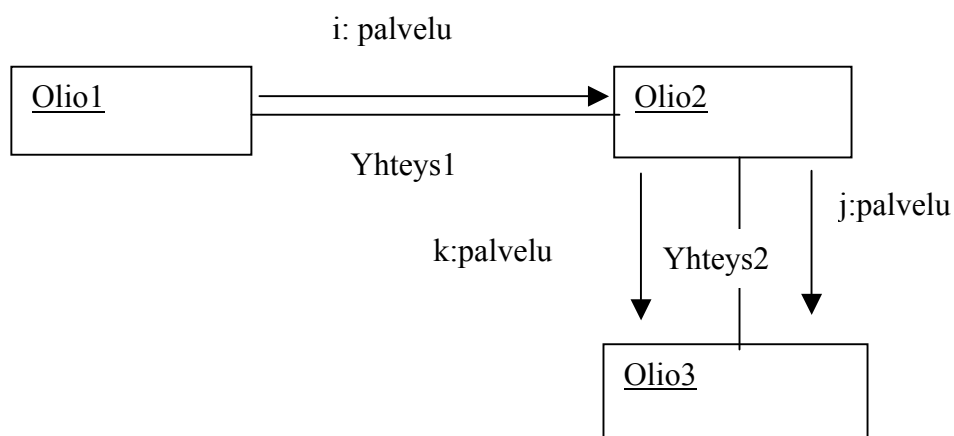 i: palvelu
Olio1
Olio2
Yhteys1
j:palvelu
k:palvelu
Yhteys2
Olio3